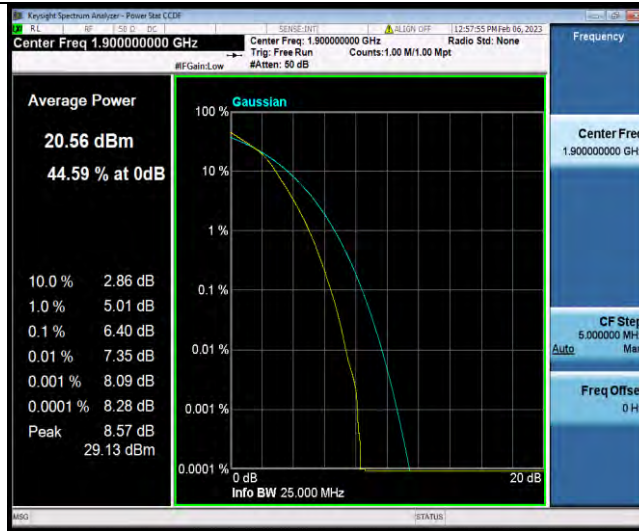 Keysight Spectrum Analyzer - Power Stat CCDF
RL RF 50 Ω DC SENSE:INT ALIGN OFF 12:57:55 PM Feb 06, 2023
Center Freq 1.900000000 GHz
Center Freq: 1.900000000 GHz Radio Std: None
Trig: Free Run Counts:1.00 M/1.00 Mpt
#IFGain:Low #Atten: 50 dB
Frequency
Average Power
20.56 dBm
44.59 % at 0dB
10.0 % 2.86 dB
1.0 % 5.01 dB
0.1 % 6.40 dB
0.01 % 7.35 dB
0.001 % 8.09 dB
0.0001 % 8.28 dB
Peak 8.57 dB
29.13 dBm
Gaussian
100 %
10 %
1 %
0.1 %
0.01 %
0.001 %
0.0001 %
0 dB 20 dB
Info BW 25.000 MHz
Center Freq
1.900000000 GH
CF Step
5.000000 MH
Auto Ma
Freq Offse
0 H
MSG STATUS